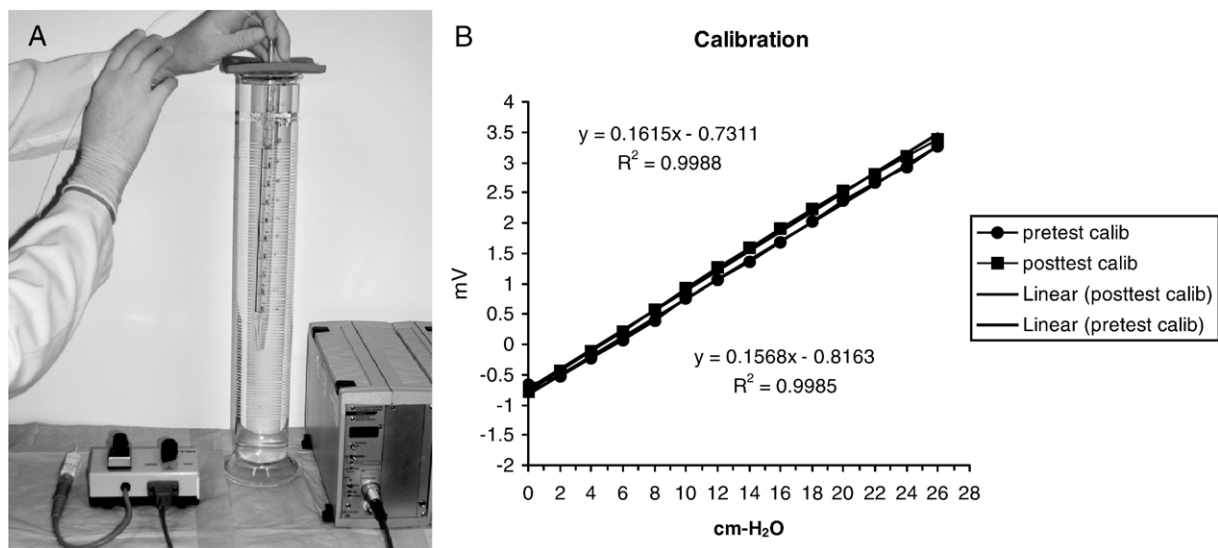 A
B
Calibration
4
3.5
3
2.5
2
1.5
1
0.5
0
-0.5
-1
-1.5
-2
mV
y = 0.1615x - 0.7311
R² = 0.9988
y = 0.1568x - 0.8163
R² = 0.9985
0 2 4 6 8 10 12 14 16 18 20 22 24 26 28
cm-H₂O
pretest calib
posttest calib
Linear (posttest calib)
Linear (pretest calib)